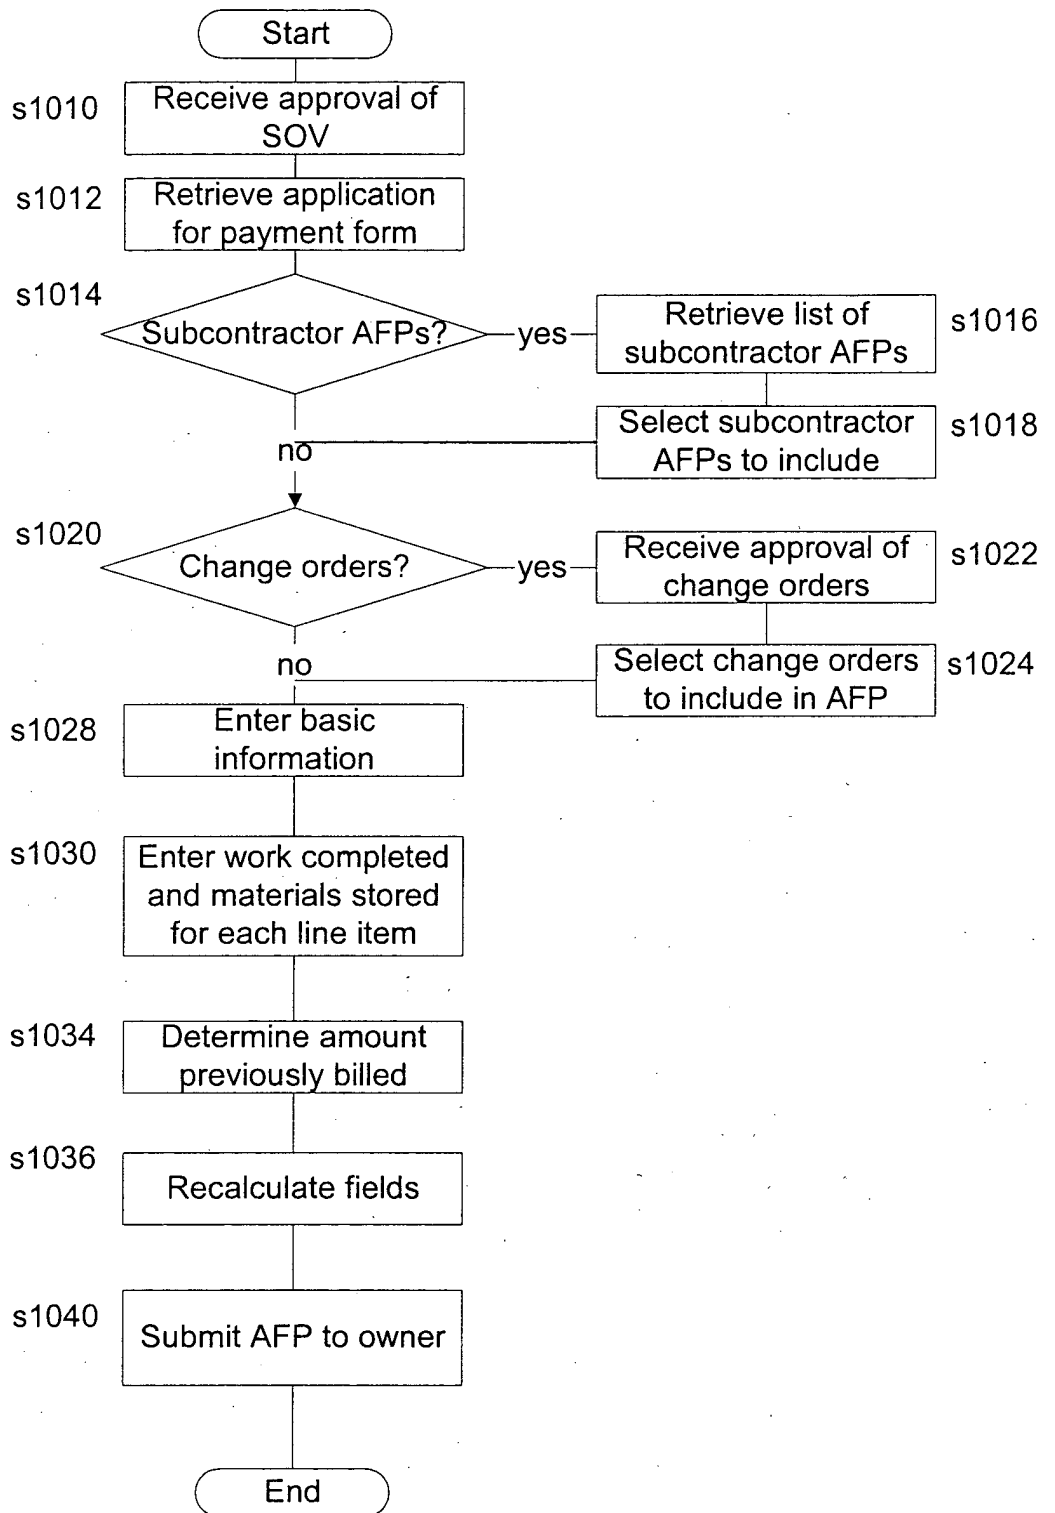 Start
s1010
Receive approval of
SOV
s1012
Retrieve application
for payment form
s1014
Subcontractor AFPs?
yes
Retrieve list of
subcontractor AFPs
s1016
no
Select subcontractor
AFPs to include
s1018
s1020
Change orders?
yes
Receive approval of
change orders
s1022
no
Select change orders
to include in AFP
s1024
s1028
Enter basic
information
s1030
Enter work completed
and materials stored
for each line item
s1034
Determine amount
previously billed
s1036
Recalculate fields
s1040
Submit AFP to owner
End